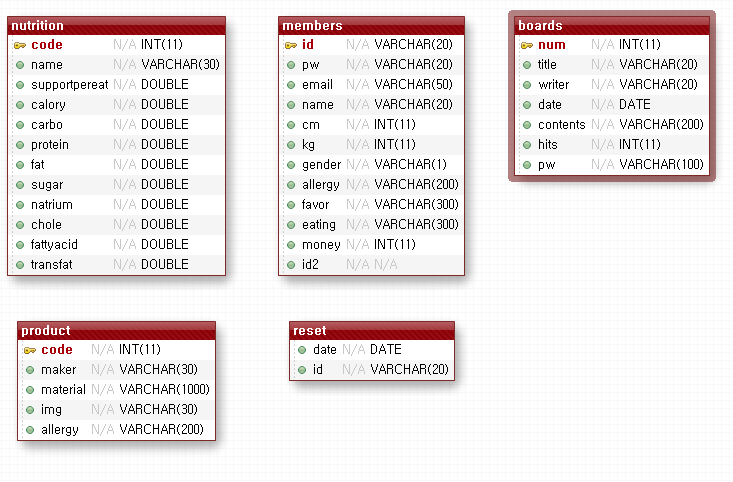 nutrition
code N/A INT(11)
name N/A VARCHAR(30)
supportpereat N/A DOUBLE
calory N/A DOUBLE
carbo N/A DOUBLE
protein N/A DOUBLE
fat N/A DOUBLE
sugar N/A DOUBLE
natrium N/A DOUBLE
chole N/A DOUBLE
fattyacid N/A DOUBLE
transfat N/A DOUBLE
members
id N/A VARCHAR(20)
pw N/A VARCHAR(20)
email N/A VARCHAR(50)
name N/A VARCHAR(20)
cm N/A INT(11)
kg N/A INT(11)
gender N/A VARCHAR(1)
allergy N/A VARCHAR(200)
favor N/A VARCHAR(300)
eating N/A VARCHAR(300)
money N/A INT(11)
id2 N/A N/A
boards
num N/A INT(11)
title N/A VARCHAR(20)
writer N/A VARCHAR(20)
date N/A DATE
contents N/A VARCHAR(200)
hits N/A INT(11)
pw N/A VARCHAR(100)
product
code N/A INT(11)
maker N/A VARCHAR(30)
material N/A VARCHAR(1000)
img N/A VARCHAR(30)
allergy N/A VARCHAR(200)
reset
date N/A DATE
id N/A VARCHAR(20)